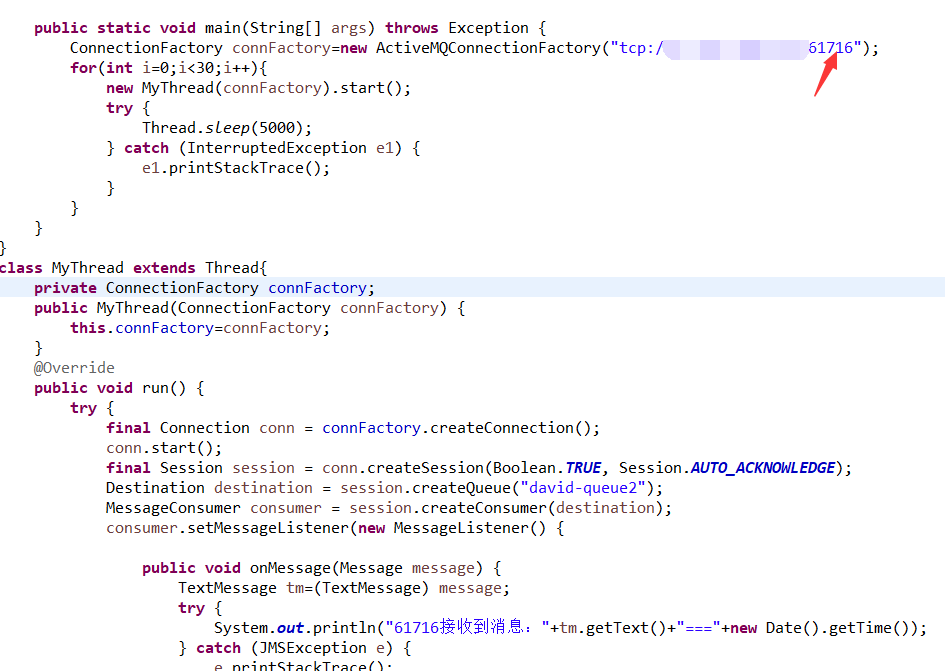 public static void main(String[] args) throws Exception {
ConnectionFactory connFactory=new ActiveMQConnectionFactory("tcp:/61716");
for(int i=0;i<30;i++){
new MyThread(connFactory).start();
try {
Thread.sleep(5000);
} catch (InterruptedException e1) {
e1.printStackTrace();
}
}
}
}
class MyThread extends Thread{
private ConnectionFactory connFactory;
public MyThread(ConnectionFactory connFactory) {
this.connFactory=connFactory;
}
@Override
public void run() {
try {
final Connection conn = connFactory.createConnection();
conn.start();
final Session session = conn.createSession(Boolean.TRUE, Session.AUTO_ACKNOWLEDGE);
Destination destination = session.createQueue("david-queue2");
MessageConsumer consumer = session.createConsumer(destination);
consumer.setMessageListener(new MessageListener() {
public void onMessage(Message message) {
TextMessage tm=(TextMessage) message;
try {
System.out.println("61716接收到消息："+tm.getText()+"==="+new Date().getTime());
} catch (JMSException e) {
e.printStackTrace();